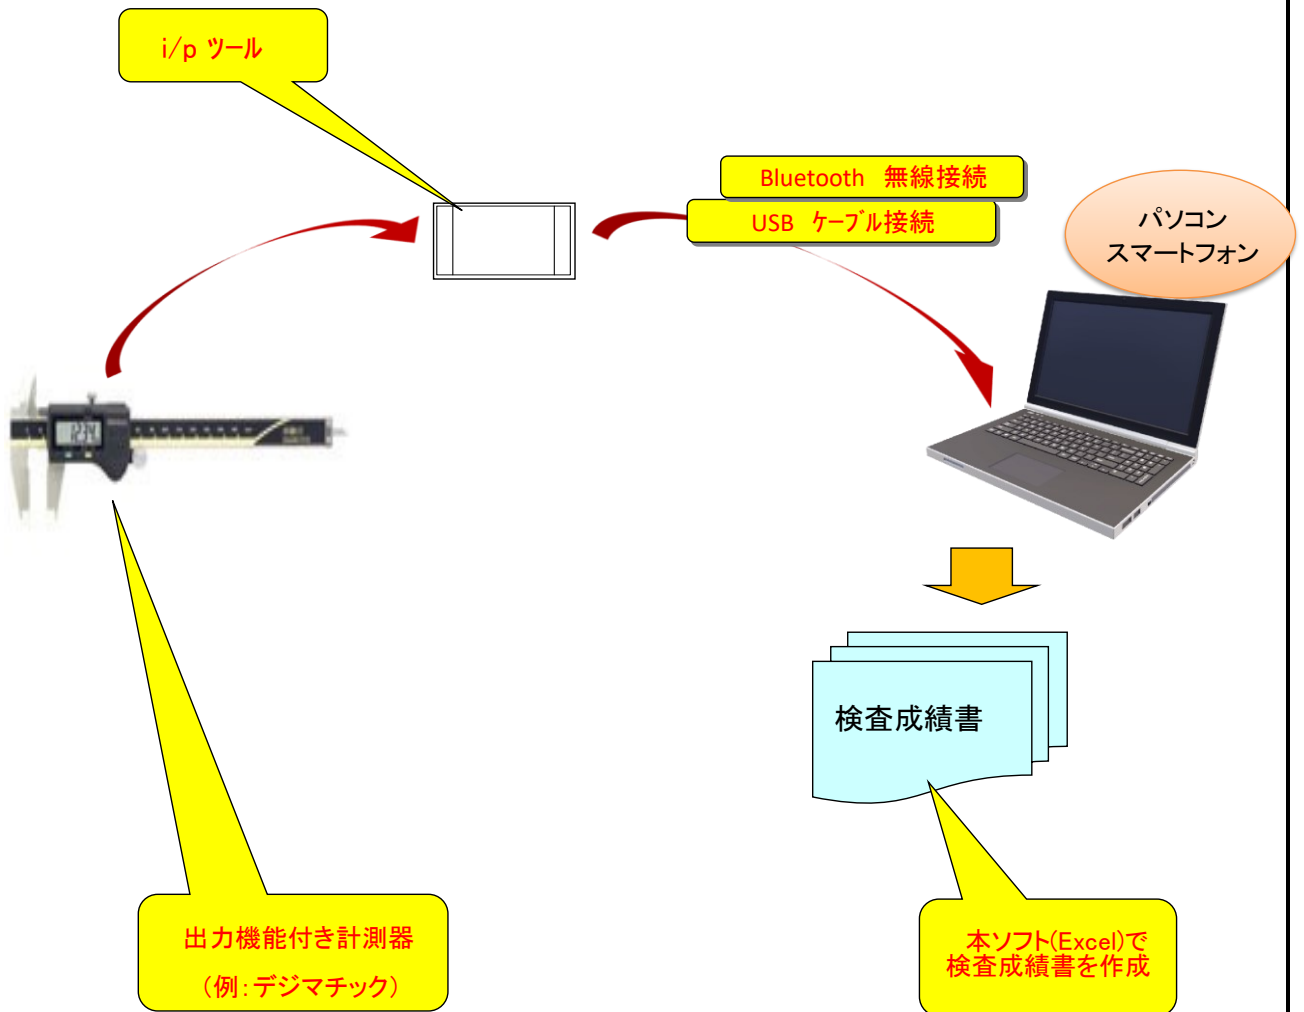 i/p ツール
Bluetooth 無線接続
USB ケーブル接続
パソコン
スマートフォン
1234
検査成績書
出力機能付き計測器
(例：デジマチック)
本ソフト(Excel)で
検査成績書を作成